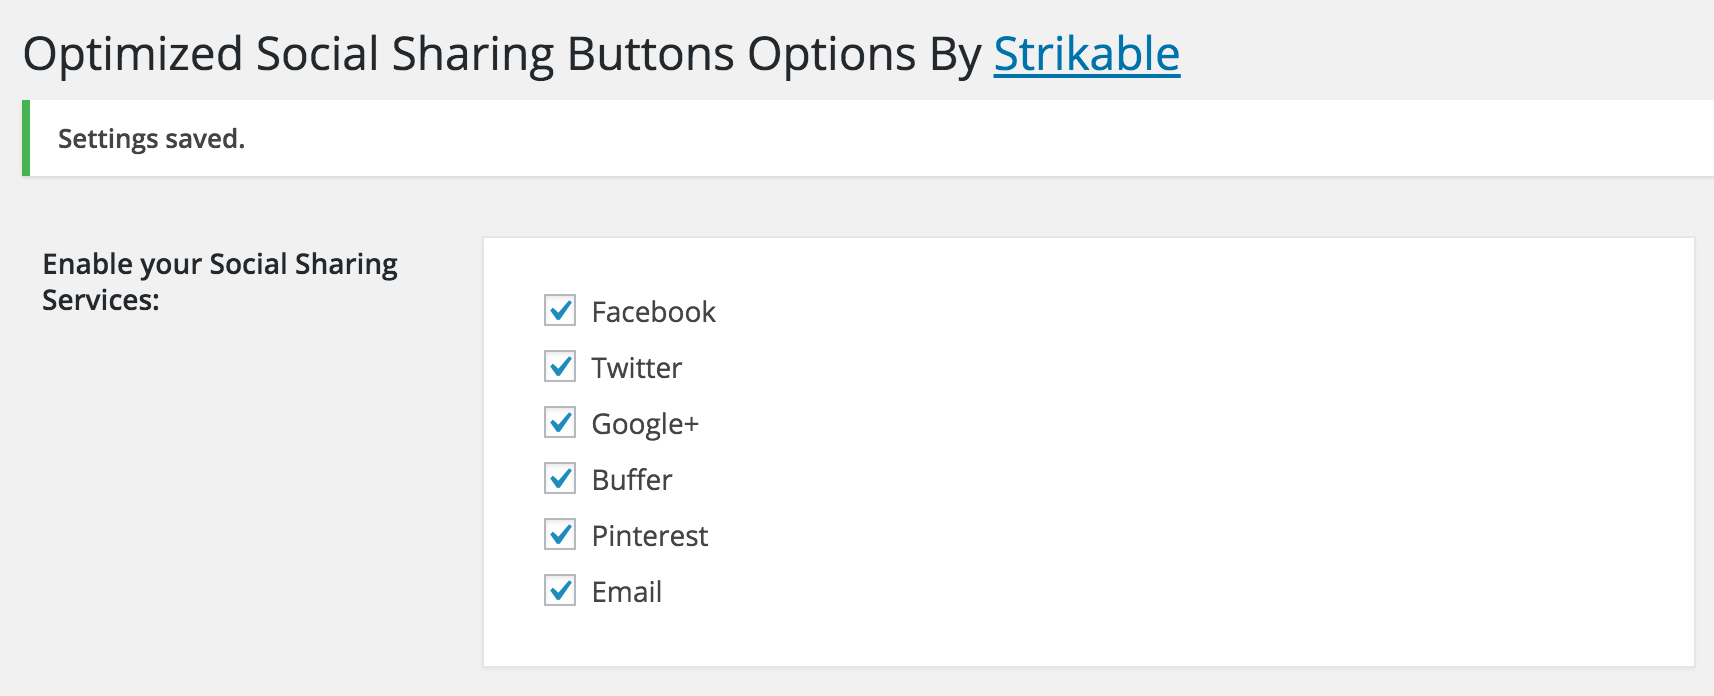 Optimized Social Sharing Buttons Options By Strikable
Settings saved.
Enable your Social Sharing
Services:
Facebook
Twitter
Google+
Buffer
Pinterest
Email